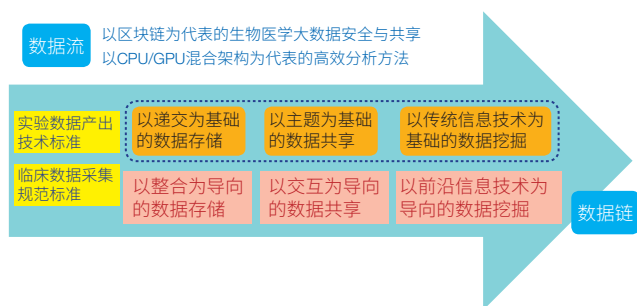 数据流
以区块链为代表的生物医学大数据安全与共享
以CPU/GPU混合架构为代表的高效分析方法
实验数据产出
技术标准
以递交为基础
的数据存储
以主题为基础
的数据共享
以传统信息技术为
基础的数据挖掘
临床数据采集
规范标准
以整合为导向
的数据存储
以交互为导向
的数据共享
以前沿信息技术为
导向的数据挖掘
数据链